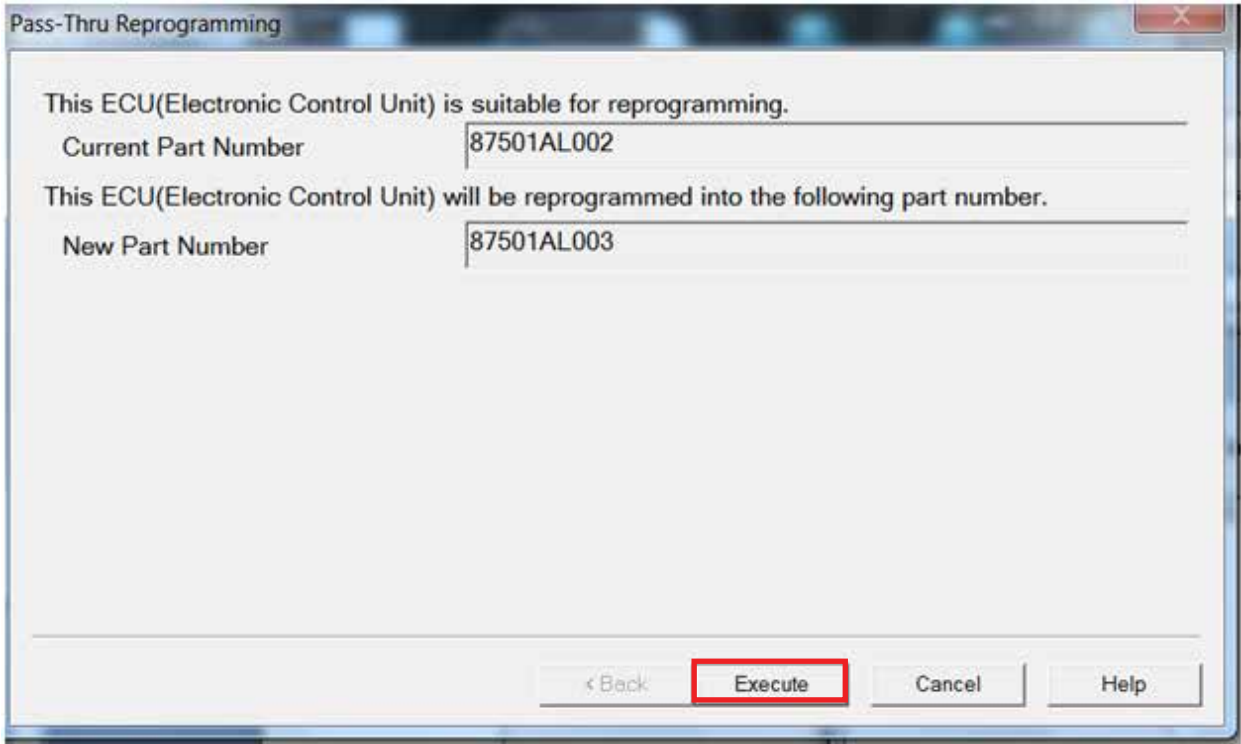 Pass-Thru Reprogramming
This ECU(Electronic Control Unit) is suitable for reprogramming.
Current Part Number 87501AL002
This ECU(Electronic Control Unit) will be reprogrammed into the following part number.
New Part Number 87501AL003
< Back Execute Cancel Help